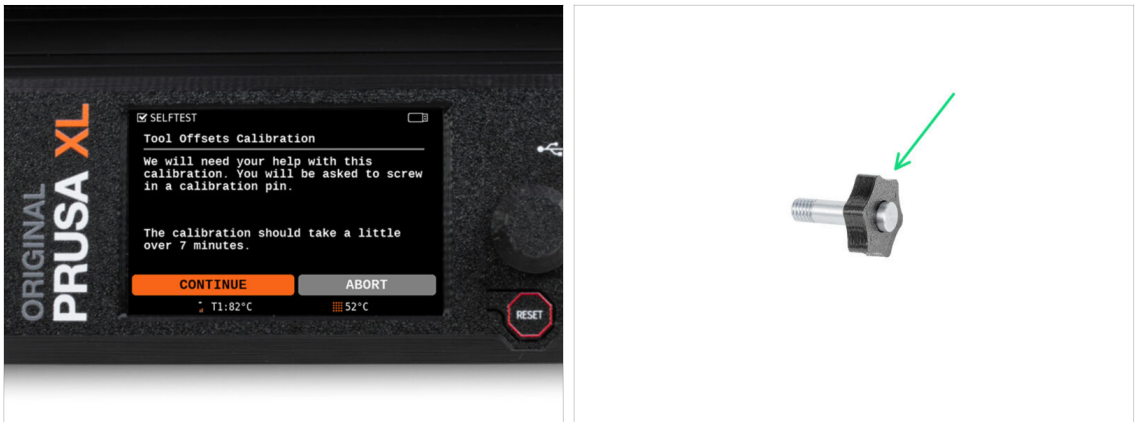 ORIGINAL
PRUSA XL
SELFTEST
Tool Offsets Calibration
We will need your help with this
calibration. You will be asked to screw
in a calibration pin.
The calibration should take a little
over 7 minutes.
CONTINUE ABORT
T1:82°C 52°C
RESET